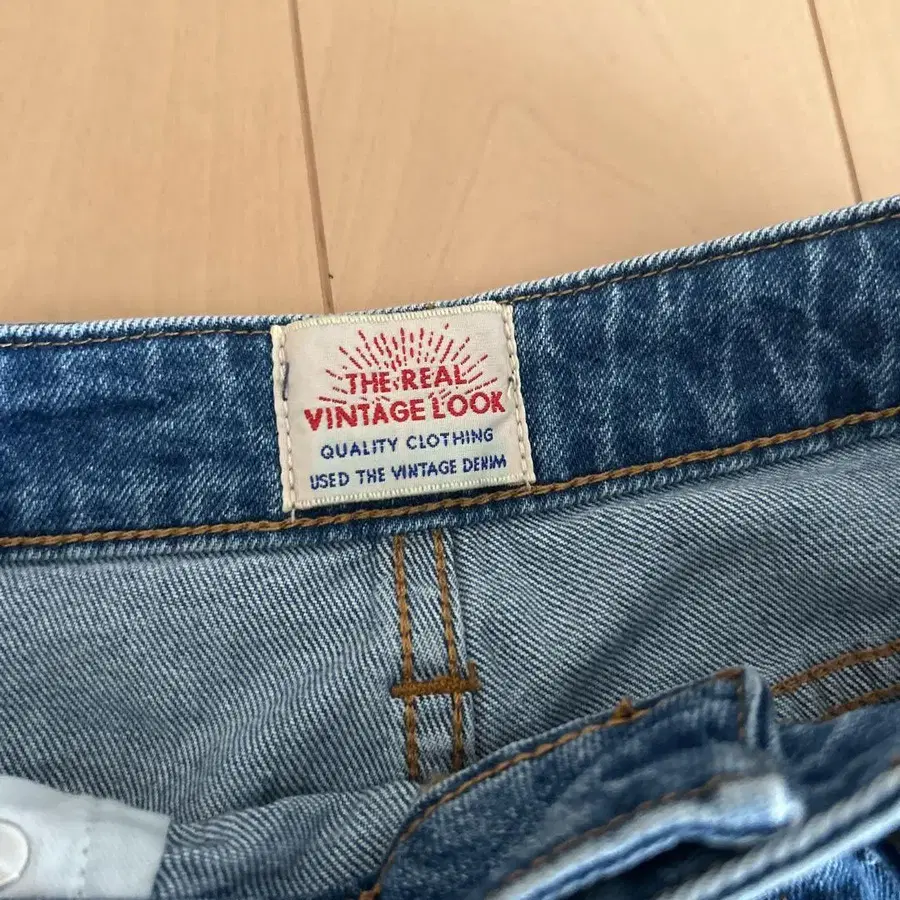 THE REAL
VINTAGE LOOK
QUALITY CLOTHING
USED THE VINTAGE DENIM